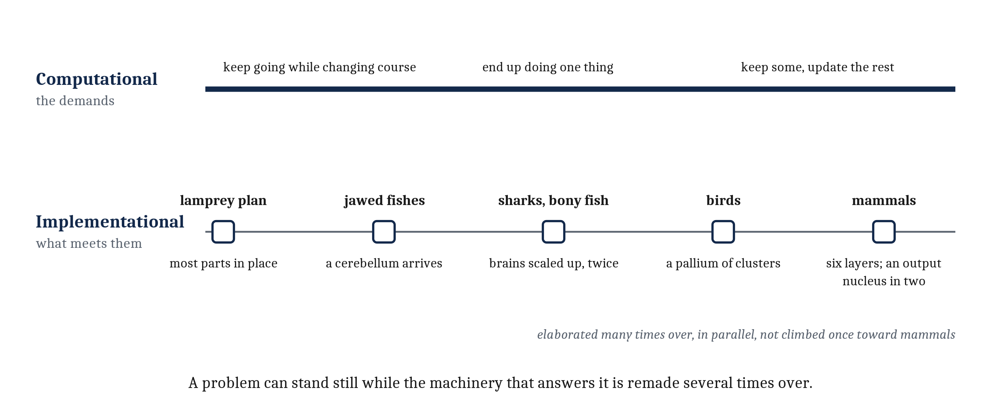 keep going while changing course
end up doing one thing
keep some, update the rest
Computational
the demands
lamprey plan
jawed fishes
sharks, bony fish
birds
mammals
Implementational
what meets them
most parts in place
a cerebellum arrives
brains scaled up, twice
a pallium of clusters
six layers; an output
nucleus in two
elaborated many times over, in parallel, not climbed once toward mammals
A problem can stand still while the machinery that answers it is remade several times over.